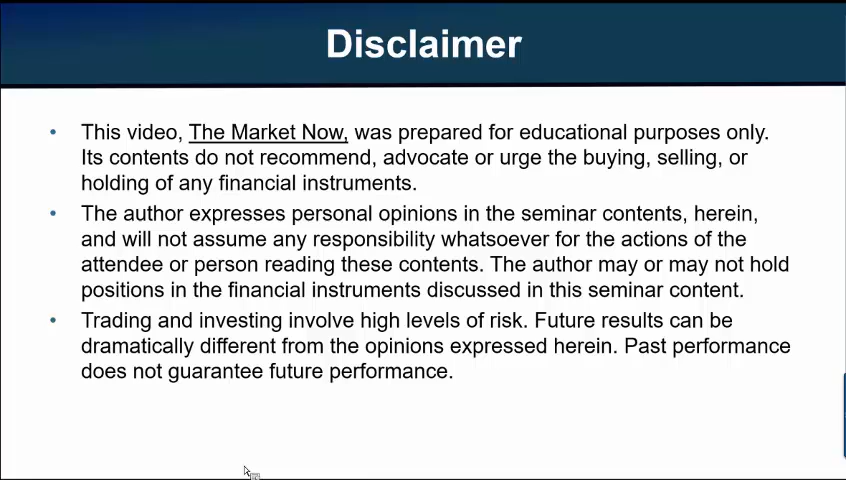 Disclaimer
• This video, The Market Now, was prepared for educational purposes only.
Its contents do not recommend, advocate or urge the buying, selling, or
holding of any financial instruments.
• The author expresses personal opinions in the seminar contents, herein,
and will not assume any responsibility whatsoever for the actions of the
attendee or person reading these contents. The author may or may not hold
positions in the financial instruments discussed in this seminar content.
• Trading and investing involve high levels of risk. Future results can be
dramatically different from the opinions expressed herein. Past performance
does not guarantee future performance.